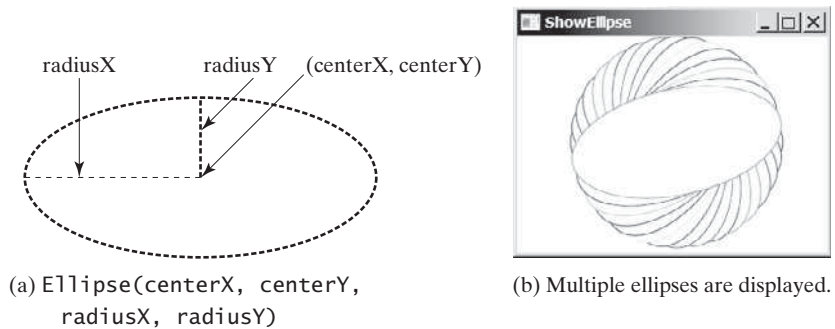 radiusX
radiusY
(centerX, centerY)
ShowEllipse
(a) Ellipse(centerX, centerY,
radiusX, radiusY)
(b) Multiple ellipses are displayed.